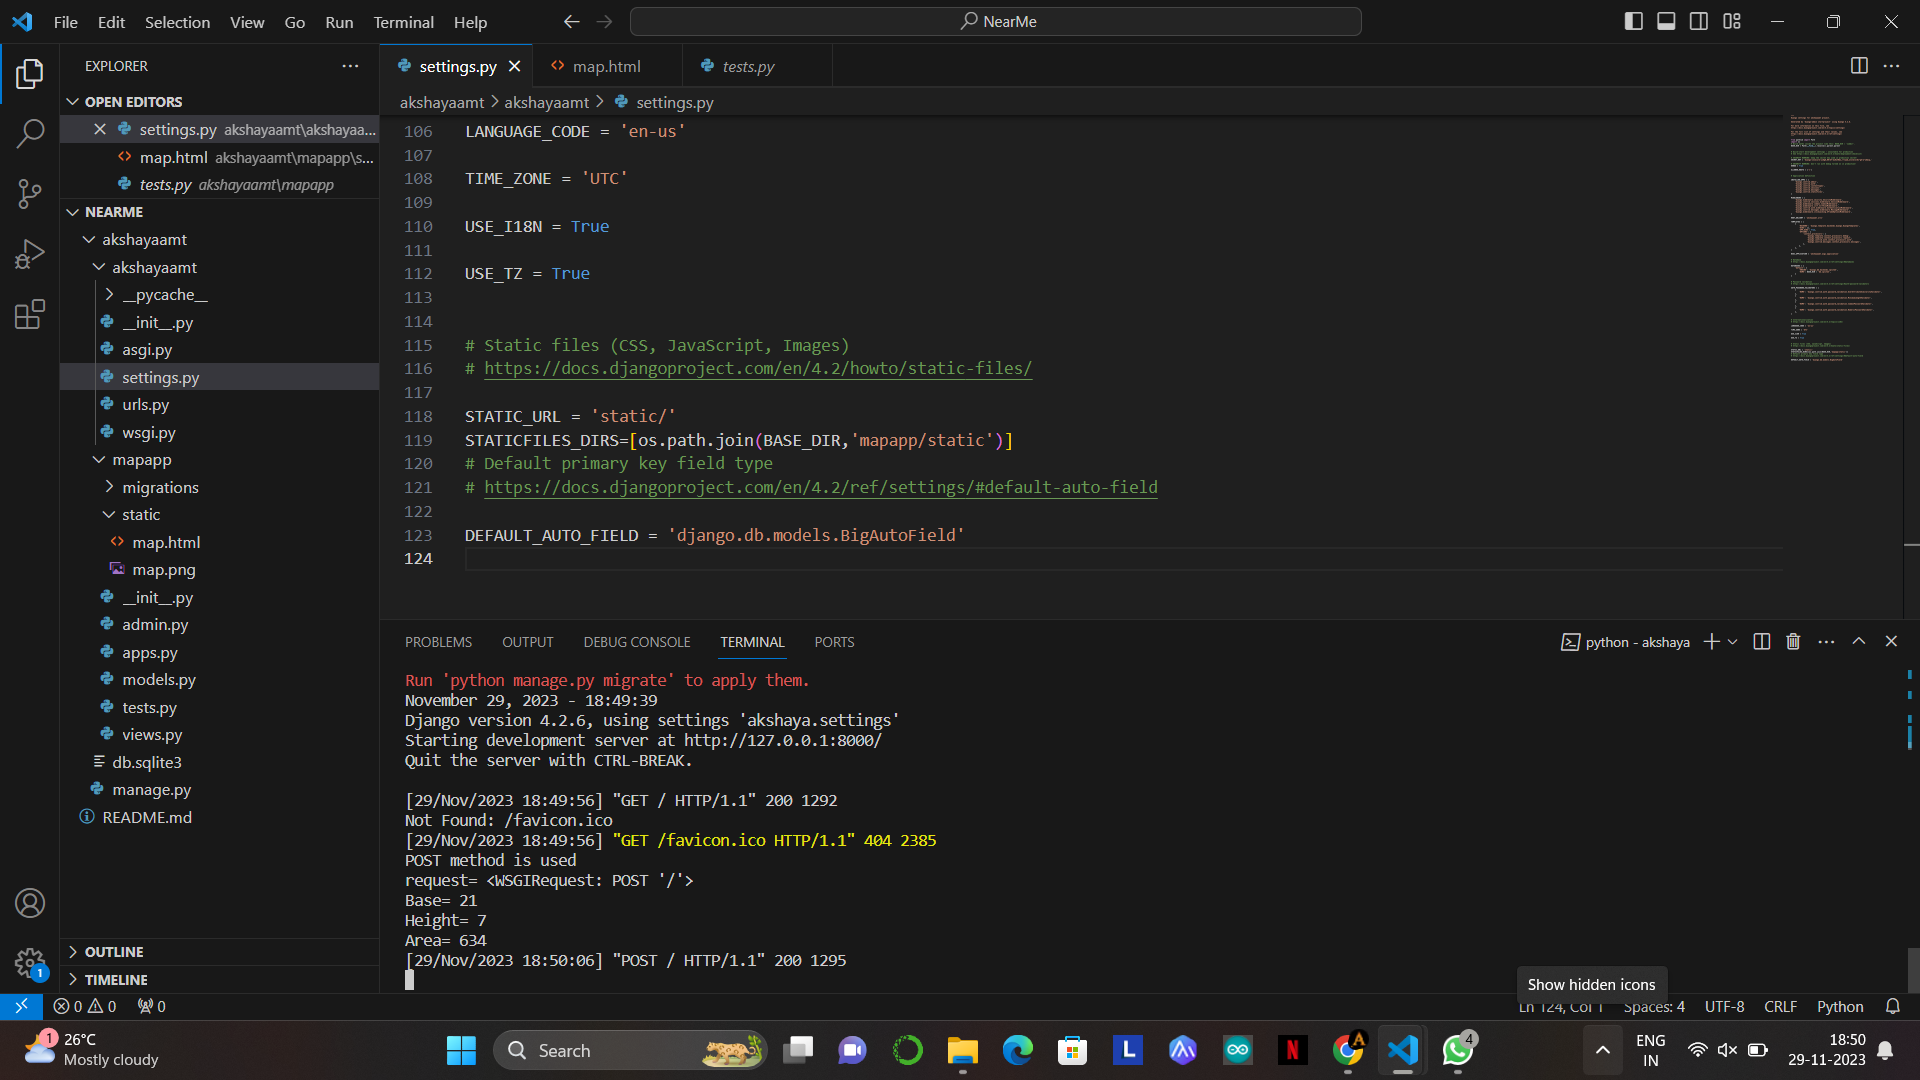 File Edit Selection View Go Run Terminal Help
NearMe
EXPLORER
OPEN EDITORS
settings.py akshayaamt\akshayaa...
map.html akshayaamt\mapapp\s...
tests.py akshayaamt\mapapp
NEARME
akshayaamt
akshayaamt
__pycache__
__init__.py
asgi.py
settings.py
urls.py
wsgi.py
mapapp
migrations
static
map.html
map.png
__init__.py
admin.py
apps.py
models.py
tests.py
views.py
db.sqlite3
manage.py
README.md
OUTLINE
TIMELINE
1
settings.py map.html tests.py
akshayaamt > akshayaamt > settings.py
106 LANGUAGE_CODE = 'en-us'
107
108 TIME_ZONE = 'UTC'
109
110 USE_I18N = True
111
112 USE_TZ = True
113
114
115 # Static files (CSS, JavaScript, Images)
116 # https://docs.djangoproject.com/en/4.2/howto/static-files/
117
118 STATIC_URL = 'static/'
119 STATICFILES_DIRS=[os.path.join(BASE_DIR,'mapapp/static')]
120 # Default primary key field type
121 # https://docs.djangoproject.com/en/4.2/ref/settings/#default-auto-field
122
123 DEFAULT_AUTO_FIELD = 'django.db.models.BigAutoField'
124
PROBLEMS OUTPUT DEBUG CONSOLE TERMINAL PORTS
python - akshaya
Run 'python manage.py migrate' to apply them.
November 29, 2023 - 18:49:39
Django version 4.2.6, using settings 'akshaya.settings'
Starting development server at http://127.0.0.1:8000/
Quit the server with CTRL-BREAK.
[29/Nov/2023 18:49:56] "GET / HTTP/1.1" 200 1292
Not Found: /favicon.ico
[29/Nov/2023 18:49:56] "GET /favicon.ico HTTP/1.1" 404 2385
POST method is used
request= <WSGIRequest: POST '/'>
Base= 21
Height= 7
Area= 634
[29/Nov/2023 18:50:06] "POST / HTTP/1.1" 200 1295
Show hidden icons
0 0 0
Ln 124, Col 1 Spaces: 4 UTF-8 CRLF Python
1
26°C
Mostly cloudy
Search
L
N
A
4
ENG
IN
18:50
29-11-2023